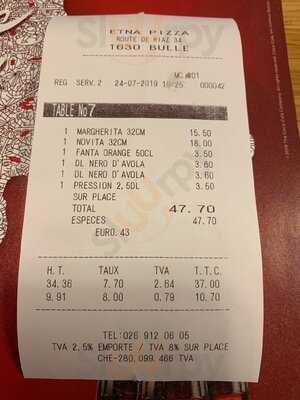 ETNA PIZZA
ROUTE DE RIAZ 34
1630 BULLE
MC #01
REG SERV.2 24-07-2019 18:25 000042
TABLE No7
1 MARGHERITA 32CM 15.50
1 NOVITA 32CM 18.00
1 FANTA ORANGE 50CL 3.50
1 DL NERO D'AVOLA 3.60
1 DL NERO D'AVOLA 3.60
1 PRESSION 2,5DL 3.50
SUR PLACE
TOTAL 47.70
ESPECES 47.70
EURO.43
H.T. TAUX TVA T.T.C.
34.36 7.70 2.64 37.00
9.91 8.00 0.79 10.70
TEL:026 912 06 05
TVA 2.5% EMPORTE / TVA 8% SUR PLACE
CHE-280.099.466 TVA